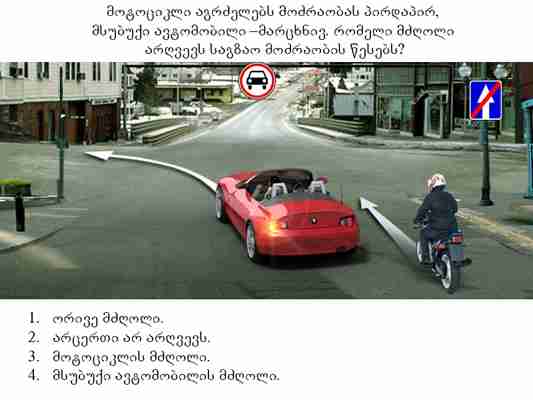 მოტოციკლი აგრძელებს მოძრაობას პირდაპირ,
მსუბუქი ავტომობილი –მარცხნივ. რომელი მძღოლი
არღვევს საგზაო მოძრაობის წესებს?
1. ორივე მძღოლი.
2. არცერთი არ არღვევს.
3. მოტოციკლის მძღოლი.
4. მსუბუქი ავტომობილის მძღოლი.